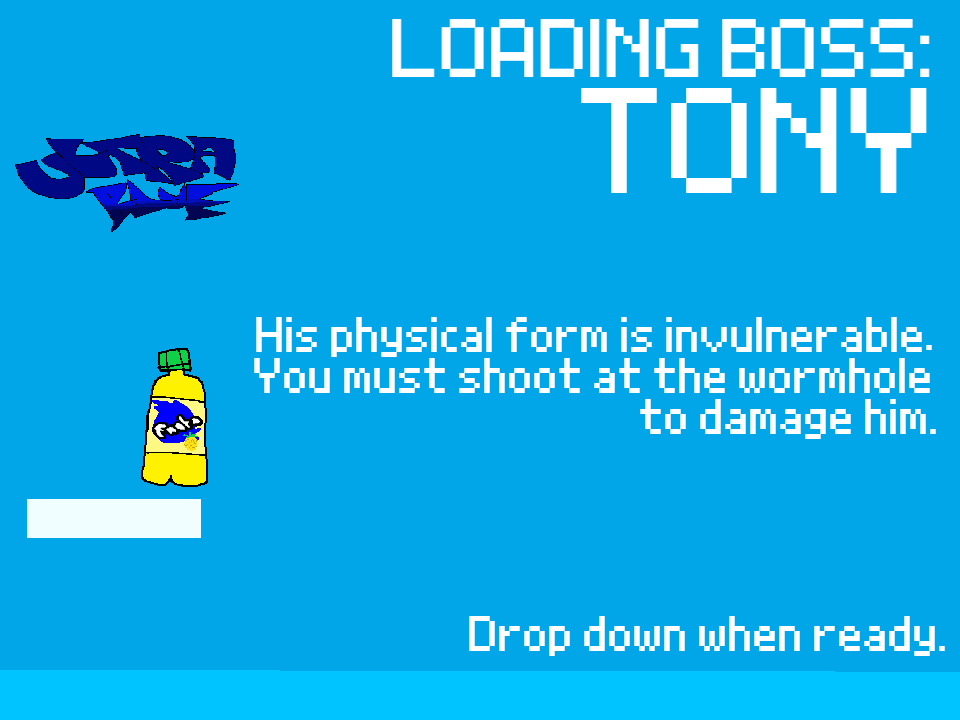 LOADING BOSS:
TONY
His physical form is invulnerable.
You must shoot at the wormhole
to damage him.
Drop down when ready.